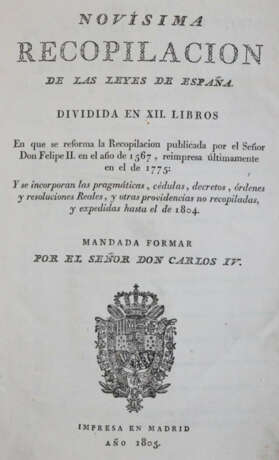 NOVÍSIMA
RECOPILACION
DE LAS LEYES DE ESPAÑA.
DIVIDIDA EN XII. LIBROS
En que se reforma la Recopilacion publicada por el Señor
Don Felipe II. en el año de 1567, reimpresa últimamente
en el de 1775:
Y se incorporan las pragmáticas, cédulas, decretos, órdenes
y resoluciones Reales, y otras providencias no recopiladas,
y expedidas hasta el de 1804.
MANDADA FORMAR
POR EL SEÑOR DON CARLOS IV.
IMPRESA EN MADRID
AÑO 1805.